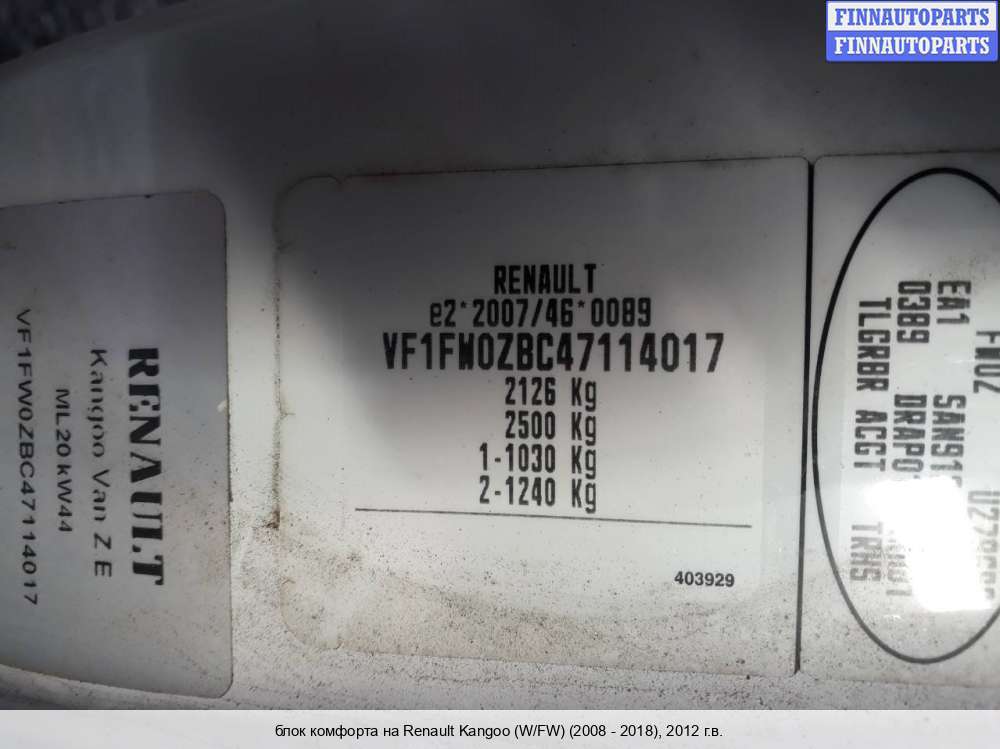 FINNAUTOPARTS
FINNAUTOPARTS
RENAULT
Kangoo Van Z E
ML20 kW44
VF1FW0ZBC47114017
RENAULT
e2*2007/46*0089
VF1FW0ZBC47114017
2126 Kg
2500 Kg
1-1030 Kg
2-1240 Kg
403929
FW0Z
EA1
0389 DRAP0
TLGRBR ACGT TRHS
блок комфорта на Renault Kangoo (W/FW) (2008 - 2018), 2012 г.в.